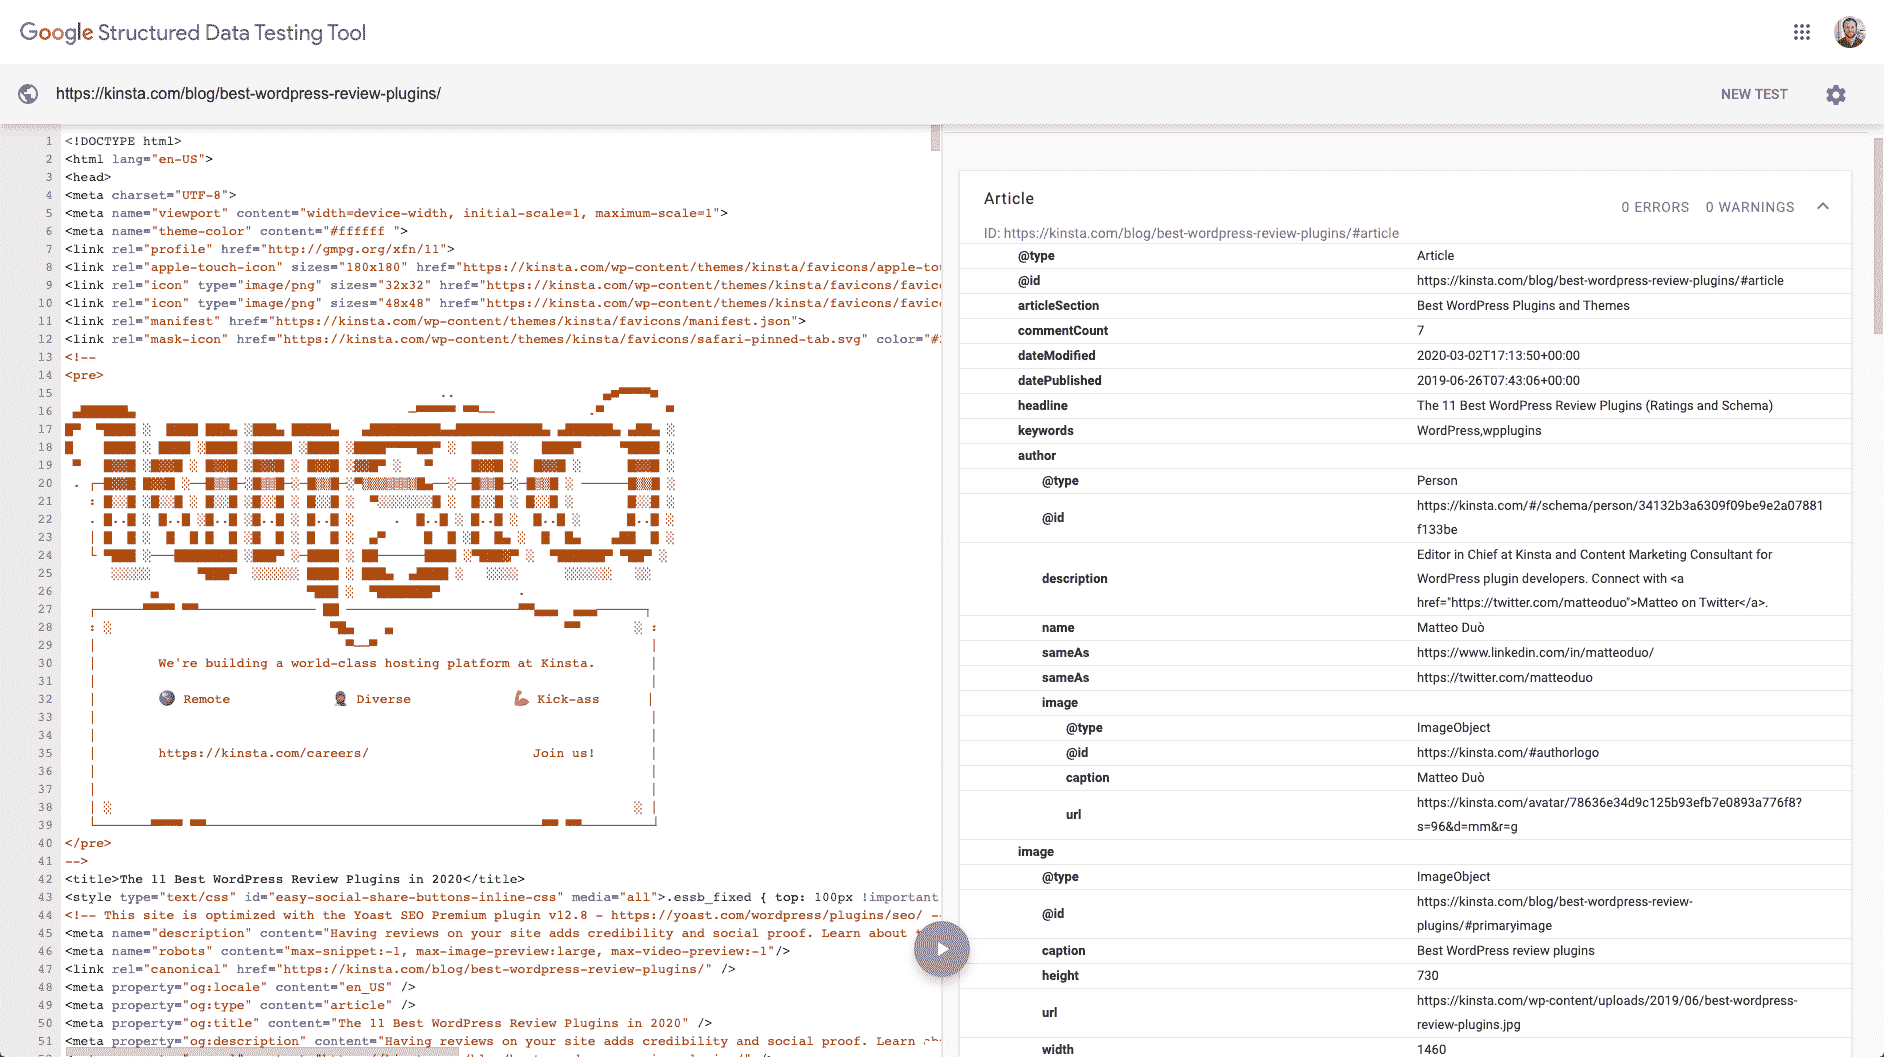 Google Structured Data Testing Tool
https://kinsta.com/blog/best-wordpress-review-plugins/
NEW TEST
1 <!DOCTYPE html>
2 <html lang="en-US">
3 <head>
4 <meta charset="UTF-8">
5 <meta name="viewport" content="width=device-width, initial-scale=1, maximum-scale=1">
6 <meta name="theme-color" content="#ffffff ">
7 <link rel="profile" href="http://gmpg.org/xfn/11">
8 <link rel="apple-touch-icon" sizes="180x180" href="https://kinsta.com/wp-content/themes/kinsta/favicons/apple-tou
9 <link rel="icon" type="image/png" sizes="32x32" href="https://kinsta.com/wp-content/themes/kinsta/favicons/favic
10 <link rel="icon" type="image/png" sizes="48x48" href="https://kinsta.com/wp-content/themes/kinsta/favicons/favic
11 <link rel="manifest" href="https://kinsta.com/wp-content/themes/kinsta/favicons/manifest.json">
12 <link rel="mask-icon" href="https://kinsta.com/wp-content/themes/kinsta/favicons/safari-pinned-tab.svg" color="#
13 <!--
14 <pre>
15
16
17
18
19
20
21
22
23
24
25
26
27
28
29
30 We're building a world-class hosting platform at Kinsta.
31
32 Remote Diverse Kick-ass
33
34
35 https://kinsta.com/careers/ Join us!
36
37
38
39
40 </pre>
41 -->
42 <title>The 11 Best WordPress Review Plugins in 2020</title>
43 <style type="text/css" id="easy-social-share-buttons-inline-css" media="all">.essb_fixed { top: 100px !important
44 <!-- This site is optimized with the Yoast SEO Premium plugin v12.8 - https://yoast.com/wordpress/plugins/seo/ -
45 <meta name="description" content="Having reviews on your site adds credibility and social proof. Learn about
46 <meta name="robots" content="max-snippet:-1, max-image-preview:large, max-video-preview:-1"/>
47 <link rel="canonical" href="https://kinsta.com/blog/best-wordpress-review-plugins/" />
48 <meta property="og:locale" content="en_US" />
49 <meta property="og:type" content="article" />
50 <meta property="og:title" content="The 11 Best WordPress Review Plugins in 2020" />
51 <meta property="og:description" content="Having reviews on your site adds credibility and social proof. Learn
Article
0 ERRORS 0 WARNINGS
ID: https://kinsta.com/blog/best-wordpress-review-plugins/#article
@type Article
@id https://kinsta.com/blog/best-wordpress-review-plugins/#article
articleSection Best WordPress Plugins and Themes
commentCount 7
dateModified 2020-03-02T17:13:50+00:00
datePublished 2019-06-26T07:43:06+00:00
headline The 11 Best WordPress Review Plugins (Ratings and Schema)
keywords WordPress,wpplugins
author
@type Person
@id https://kinsta.com/#/schema/person/34132b3a6309f09be9e2a07881
f133be
description Editor in Chief at Kinsta and Content Marketing Consultant for
WordPress plugin developers. Connect with <a
href="https://twitter.com/matteoduo">Matteo on Twitter</a>.
name Matteo Duò
sameAs https://www.linkedin.com/in/matteoduo/
sameAs https://twitter.com/matteoduo
image
@type ImageObject
@id https://kinsta.com/#authorlogo
caption Matteo Duò
url https://kinsta.com/avatar/78636e34d9c125b93efb7e0893a776f8?
s=96&d=mm&r=g
image
@type ImageObject
@id https://kinsta.com/blog/best-wordpress-review-
plugins/#primaryimage
caption Best WordPress review plugins
height 730
url https://kinsta.com/wp-content/uploads/2019/06/best-wordpress-
review-plugins.jpg
width 1460